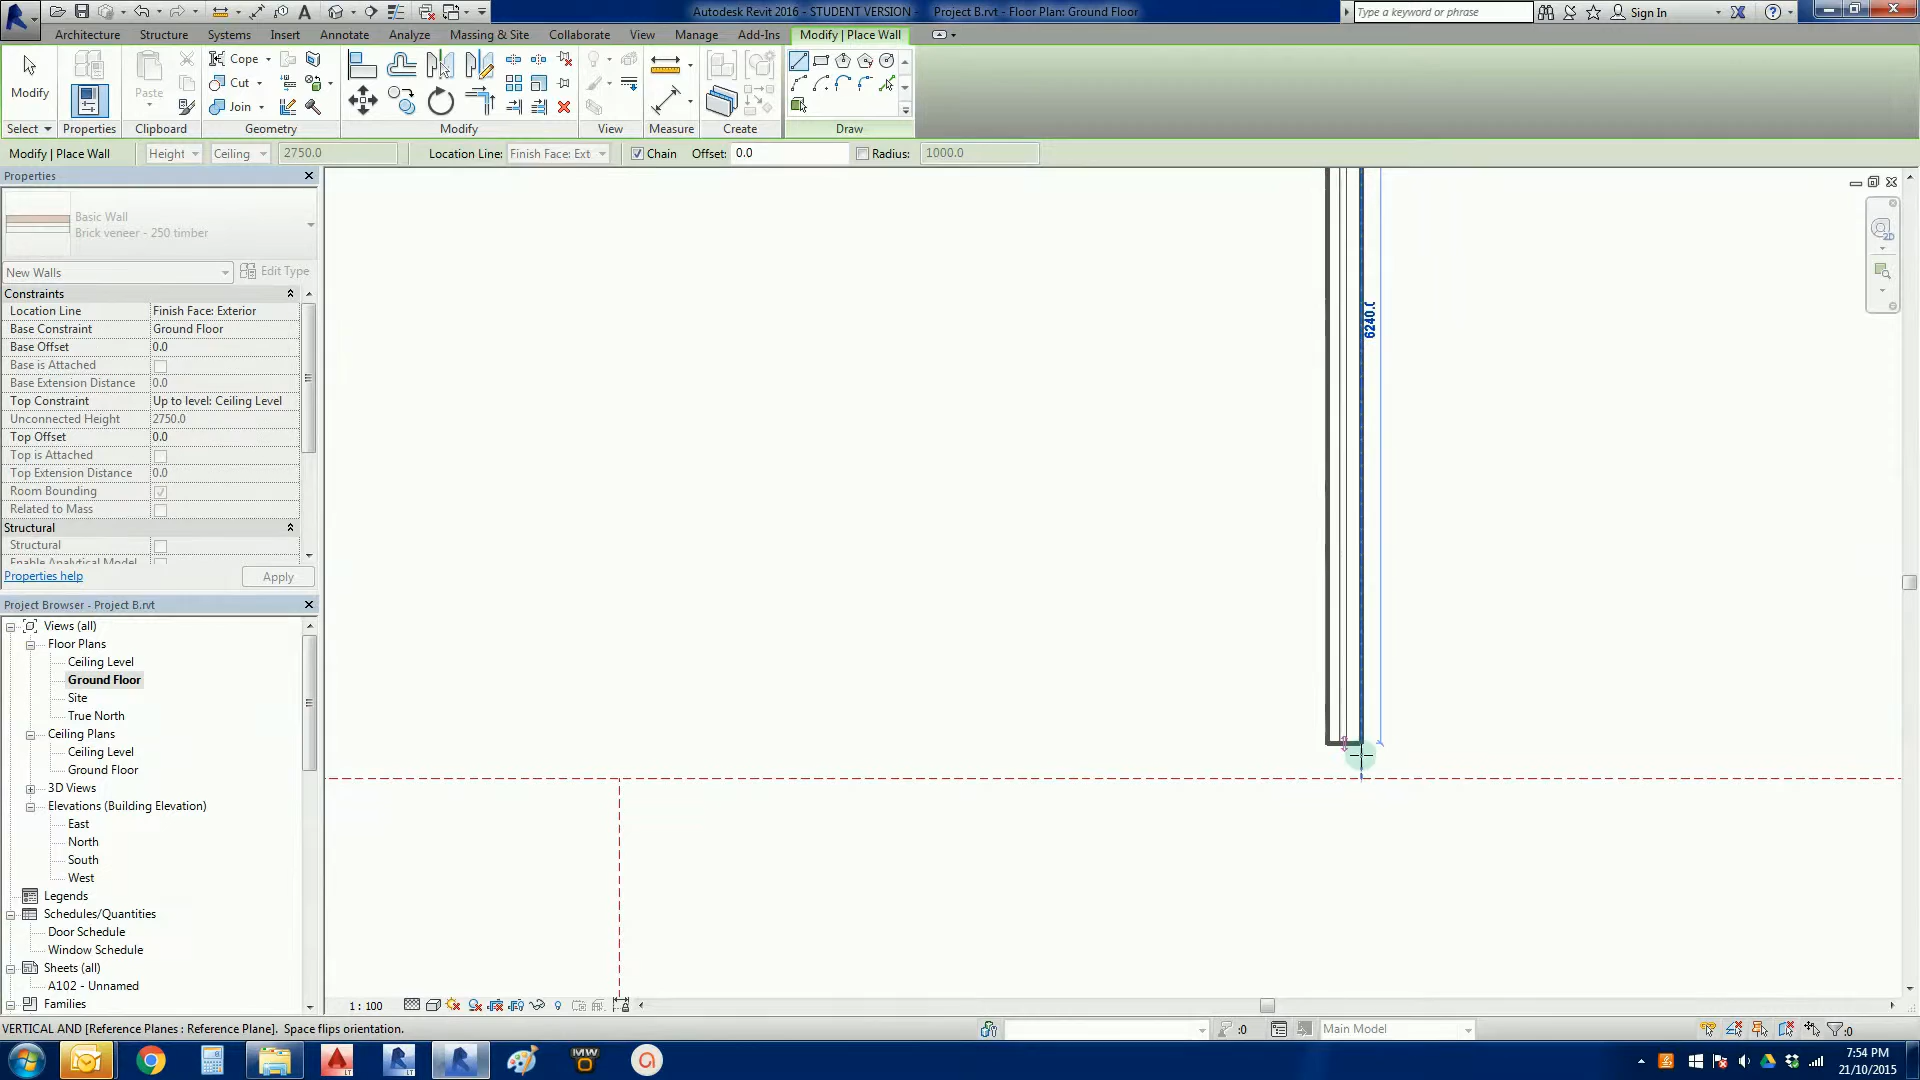 Autodesk Revit 2016 - STUDENT VERSION - Project B.rvt - Floor Plan: Ground Floor
Type a keyword or phrase
Sign In
Architecture Structure Systems Insert Annotate Analyze Massing & Site Collaborate View Manage Add-Ins Modify | Place Wall
Modify
Paste
Cope
Cut
Join
Select Properties Clipboard Geometry Modify View Measure Create Draw
Modify | Place Wall Height Ceiling 2750.0 Location Line: Finish Face: Ext Chain Offset: 0.0 Radius: 1000.0
Properties
Basic Wall
Brick veneer - 250 timber
New Walls Edit Type
Constraints
Location Line Finish Face: Exterior
Base Constraint Ground Floor
Base Offset 0.0
Base is Attached
Base Extension Distance 0.0
Top Constraint Up to level: Ceiling Level
Unconnected Height 2750.0
Top Offset 0.0
Top is Attached
Top Extension Distance 0.0
Room Bounding
Related to Mass
Structural
Structural
Enable Analytical Model
Properties help Apply
Project Browser - Project B.rvt
Views (all)
Floor Plans
Ceiling Level
Ground Floor
Site
True North
Ceiling Plans
Ceiling Level
Ground Floor
3D Views
Elevations (Building Elevation)
East
North
South
West
Legends
Schedules/Quantities
Door Schedule
Window Schedule
Sheets (all)
A102 - Unnamed
Families
2D
6240.0
1 : 100
VERTICAL AND [Reference Planes : Reference Plane]. Space flips orientation.
:0
Main Model
:0
LT
LT
MW
a
7:54 PM
21/10/2015